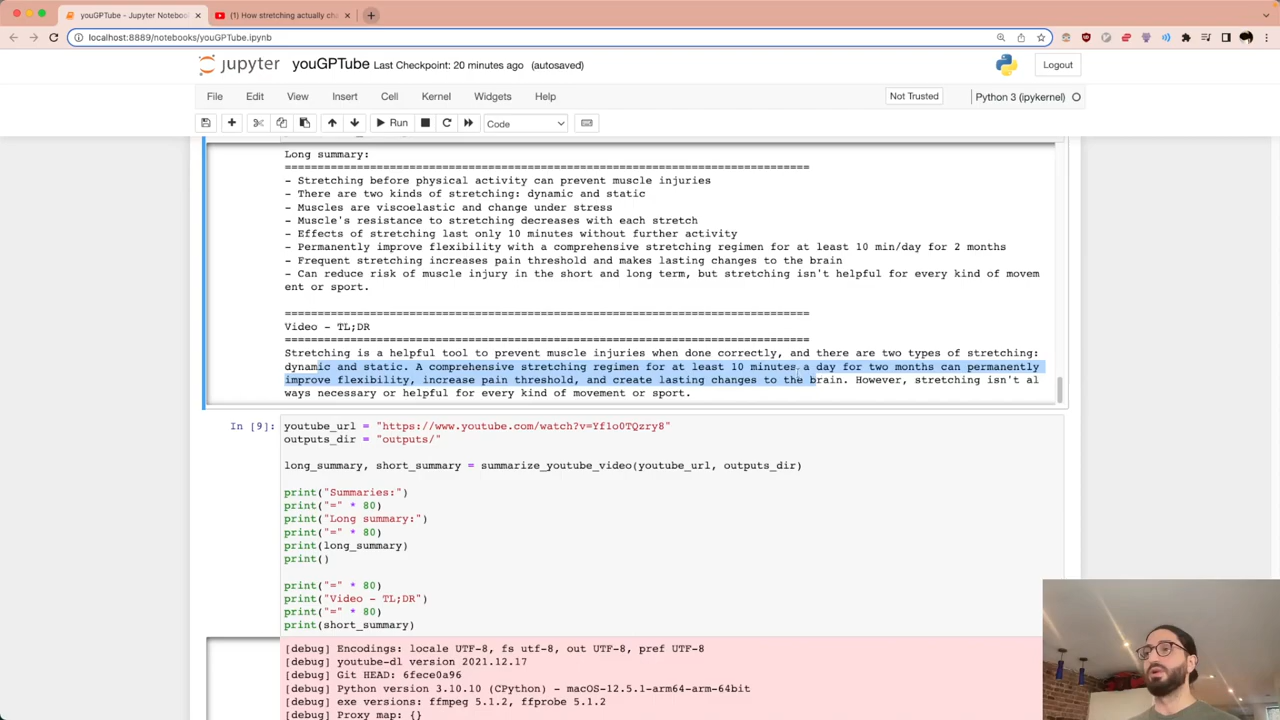 youGPTube - Jupyter Notebook
(1) How stretching actually cha
localhost:8889/notebooks/youGPTube.ipynb
jupyter youGPTube Last Checkpoint: 20 minutes ago (autosaved)
Logout
File Edit View Insert Cell Kernel Widgets Help
Not Trusted
Python 3 (ipykernel)
Run
Code
Long summary:
================================================================================
- Stretching before physical activity can prevent muscle injuries
- There are two kinds of stretching: dynamic and static
- Muscles are viscoelastic and change under stress
- Muscle's resistance to stretching decreases with each stretch
- Effects of stretching last only 10 minutes without further activity
- Permanently improve flexibility with a comprehensive stretching regimen for at least 10 min/day for 2 months
- Frequent stretching increases pain threshold and makes lasting changes to the brain
- Can reduce risk of muscle injury in the short and long term, but stretching isn't helpful for every kind of movem
ent or sport.
================================================================================
Video - TL;DR
================================================================================
Stretching is a helpful tool to prevent muscle injuries when done correctly, and there are two types of stretching:
dynamic and static. A comprehensive stretching regimen for at least 10 minutes a day for two months can permanently
improve flexibility, increase pain threshold, and create lasting changes to the brain. However, stretching isn't al
ways necessary or helpful for every kind of movement or sport.
In [9]:
youtube_url = "https://www.youtube.com/watch?v=Yflo0TQzry8"
outputs_dir = "outputs/"
long_summary, short_summary = summarize_youtube_video(youtube_url, outputs_dir)
print("Summaries:")
print("=" * 80)
print("Long summary:")
print("=" * 80)
print(long_summary)
print()
print("=" * 80)
print("Video - TL;DR")
print("=" * 80)
print(short_summary)
[debug] Encodings: locale UTF-8, fs utf-8, out UTF-8, pref UTF-8
[debug] youtube-dl version 2021.12.17
[debug] Git HEAD: 6fece0a96
[debug] Python version 3.10.10 (CPython) - macOS-12.5.1-arm64-arm-64bit
[debug] exe versions: ffmpeg 5.1.2, ffprobe 5.1.2
[debug] Proxy map: {}